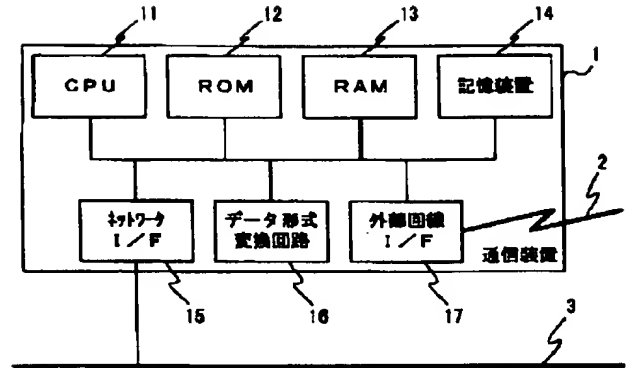 11
12
13
14
CPU
ROM
RAM
記憶装置
1
2
ネットワータ
I/F
データ形式
変換回路
外部回線
I/F
通信装置
15
16
17
3